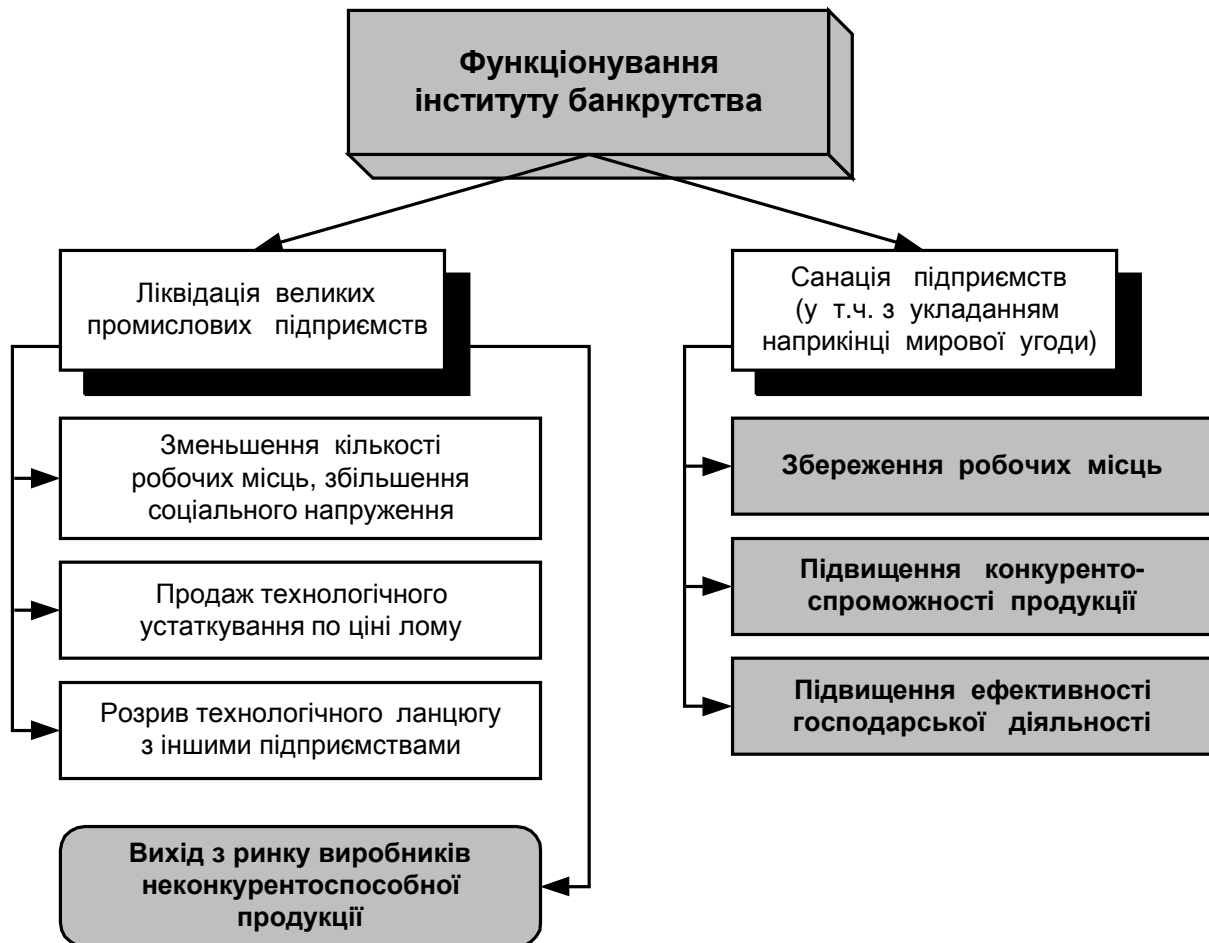 Функціонування
інституту банкрутства
Ліквідація великих
промислових підприємств
Зменьшення кількості
робочих місць, збільшення
соціального напруження
Продаж технологічного
устаткування по ціні лому
Розрив технологічного ланцюгу
з іншими підприємствами
Вихід з ринку виробників
неконкурентоспособної
продукції
Санація підприємств
(у т.ч. з укладанням
наприкінці мирової угоди)
Збереження робочих місць
Підвищення конкуренто-
спроможності продукції
Підвищення ефективності
господарської діяльності